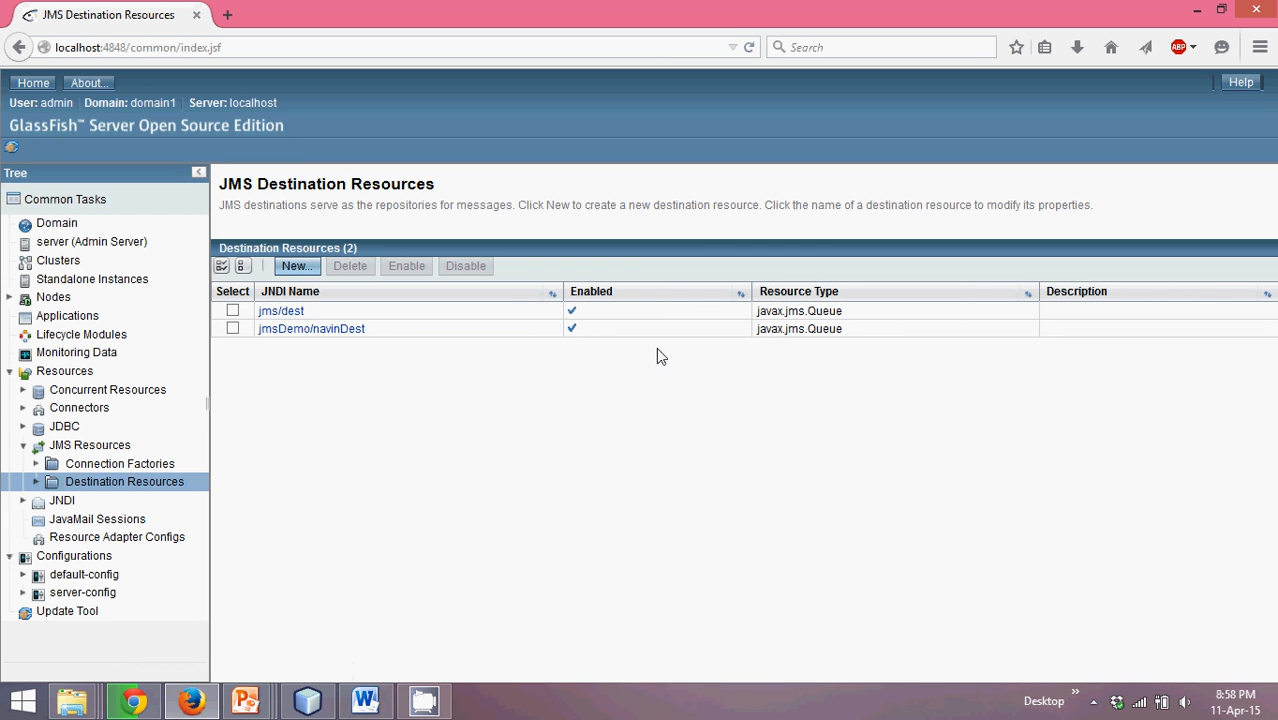 JMS Destination Resources
localhost:4848/common/index.jsf
Search
ABP
Home
About...
Help
User: admin Domain: domain1 Server: localhost
GlassFish™ Server Open Source Edition
Tree
Common Tasks
Domain
server (Admin Server)
Clusters
Standalone Instances
Nodes
Applications
Lifecycle Modules
Monitoring Data
Resources
Concurrent Resources
Connectors
JDBC
JMS Resources
Connection Factories
Destination Resources
JNDI
JavaMail Sessions
Resource Adapter Configs
Configurations
default-config
server-config
Update Tool
JMS Destination Resources
JMS destinations serve as the repositories for messages. Click New to create a new destination resource. Click the name of a destination resource to modify its properties.
Destination Resources (2)
New... Delete Enable Disable
Select JNDI Name Enabled Resource Type Description
jms/dest javax.jms.Queue
jmsDemo/navinDest javax.jms.Queue
Desktop
8:58 PM
11-Apr-15